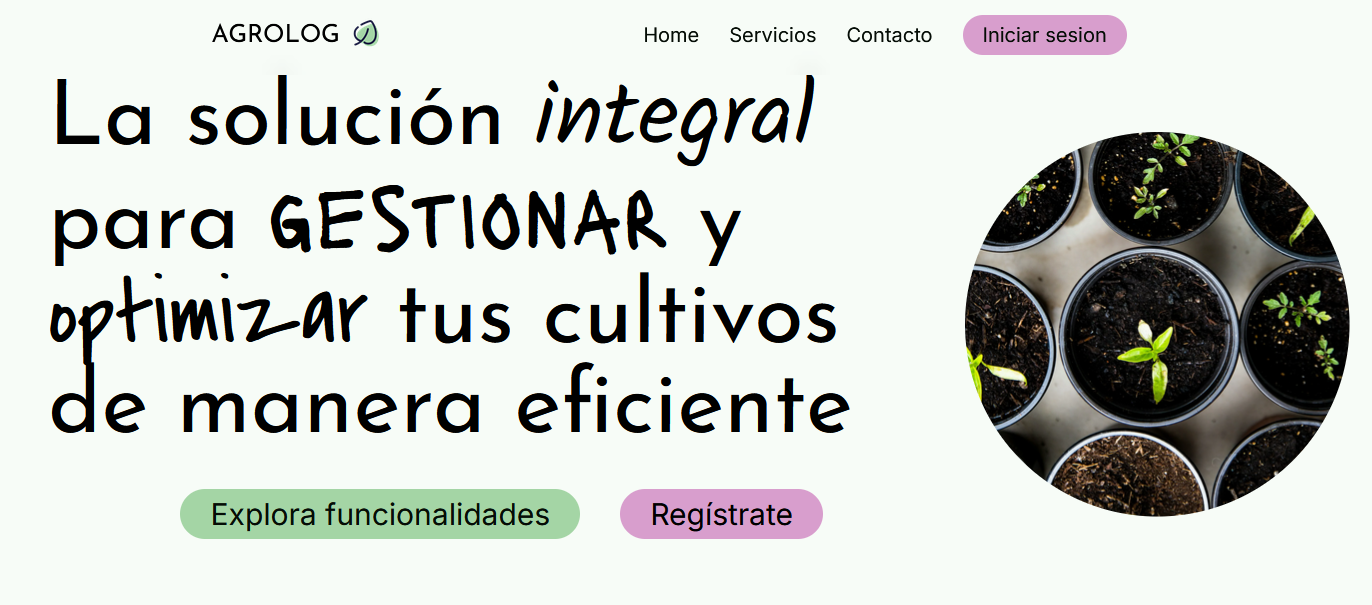 AGROLOG
Home Servicios Contacto Iniciar sesion
La solución integral
para GESTIONAR y
optimizar tus cultivos
de manera eficiente
Explora funcionalidades Regístrate